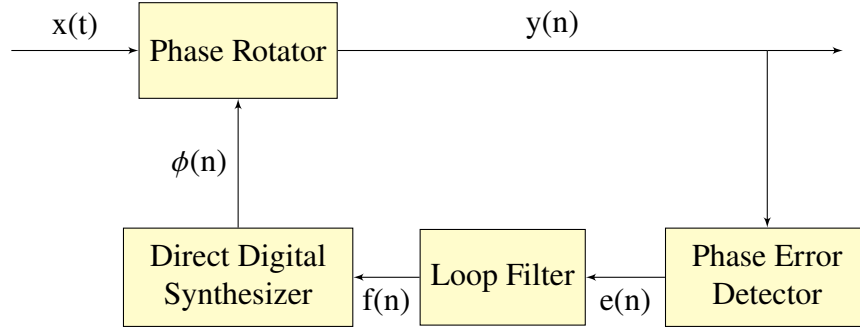 x(t)
Phase Rotator
y(n)
ϕ(n)
Direct Digital
Synthesizer
f(n)
Loop Filter
e(n)
Phase Error
Detector